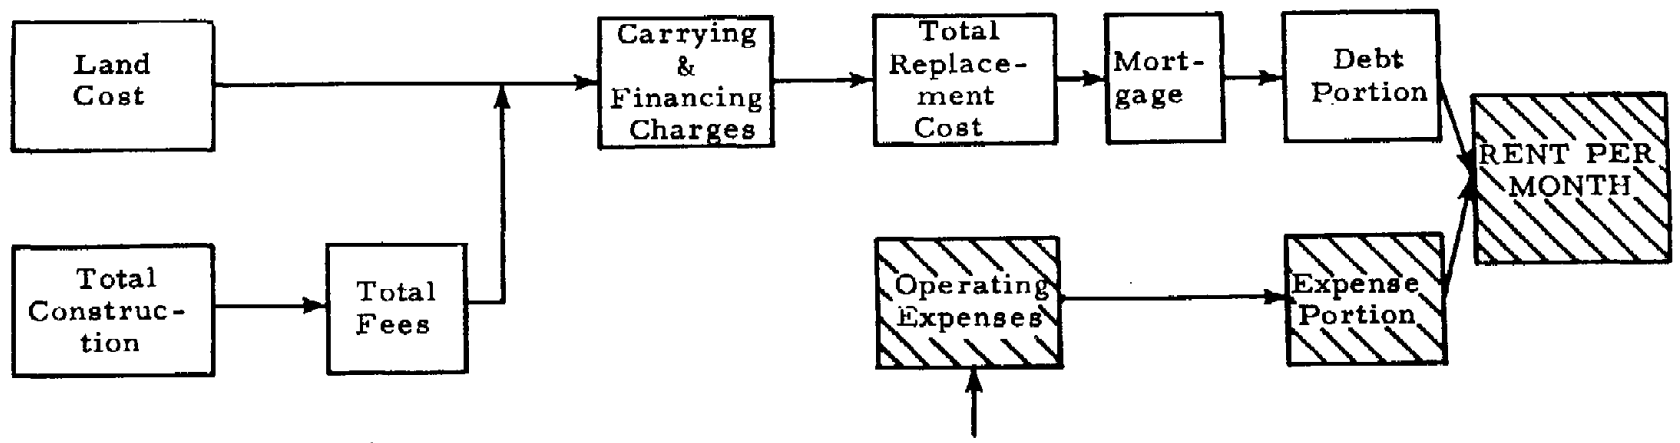 Land
Cost
Carrying
&
Financing
Charges
Total
Replace-
ment
Cost
Mort-
gage
Debt
Portion
RENT PER
MONTH
Total
Construc-
tion
Total
Fees
Operating
Expenses
Expense
Portion